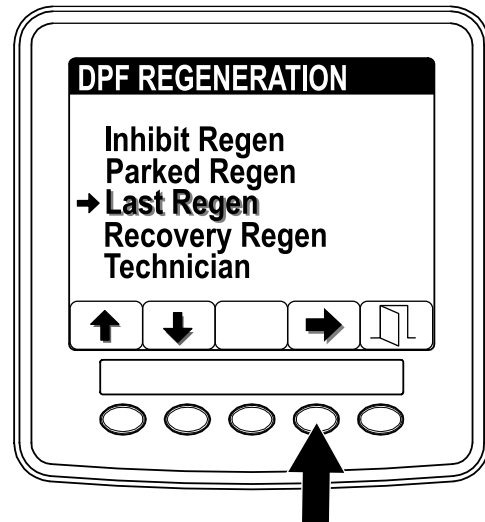 DPF REGENERATION
Inhibit Regen
Parked Regen
Last Regen
Recovery Regen
Technician